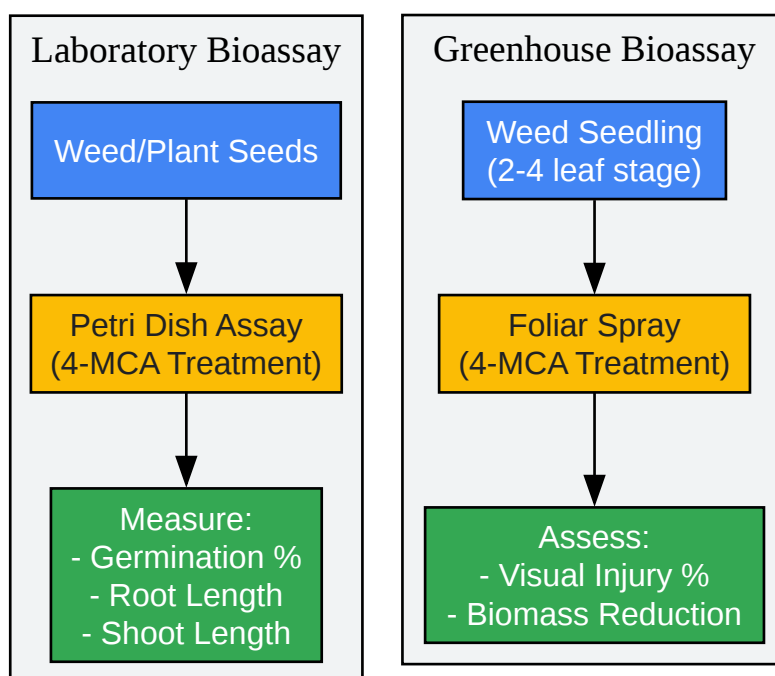 Laboratory Bioassay
Weed/Plant Seeds
Petri Dish Assay
(4-MCA Treatment)
Measure:
- Germination %
- Root Length
- Shoot Length
Greenhouse Bioassay
Weed Seedling
(2-4 leaf stage)
Foliar Spray
(4-MCA Treatment)
Assess:
- Visual Injury %
- Biomass Reduction